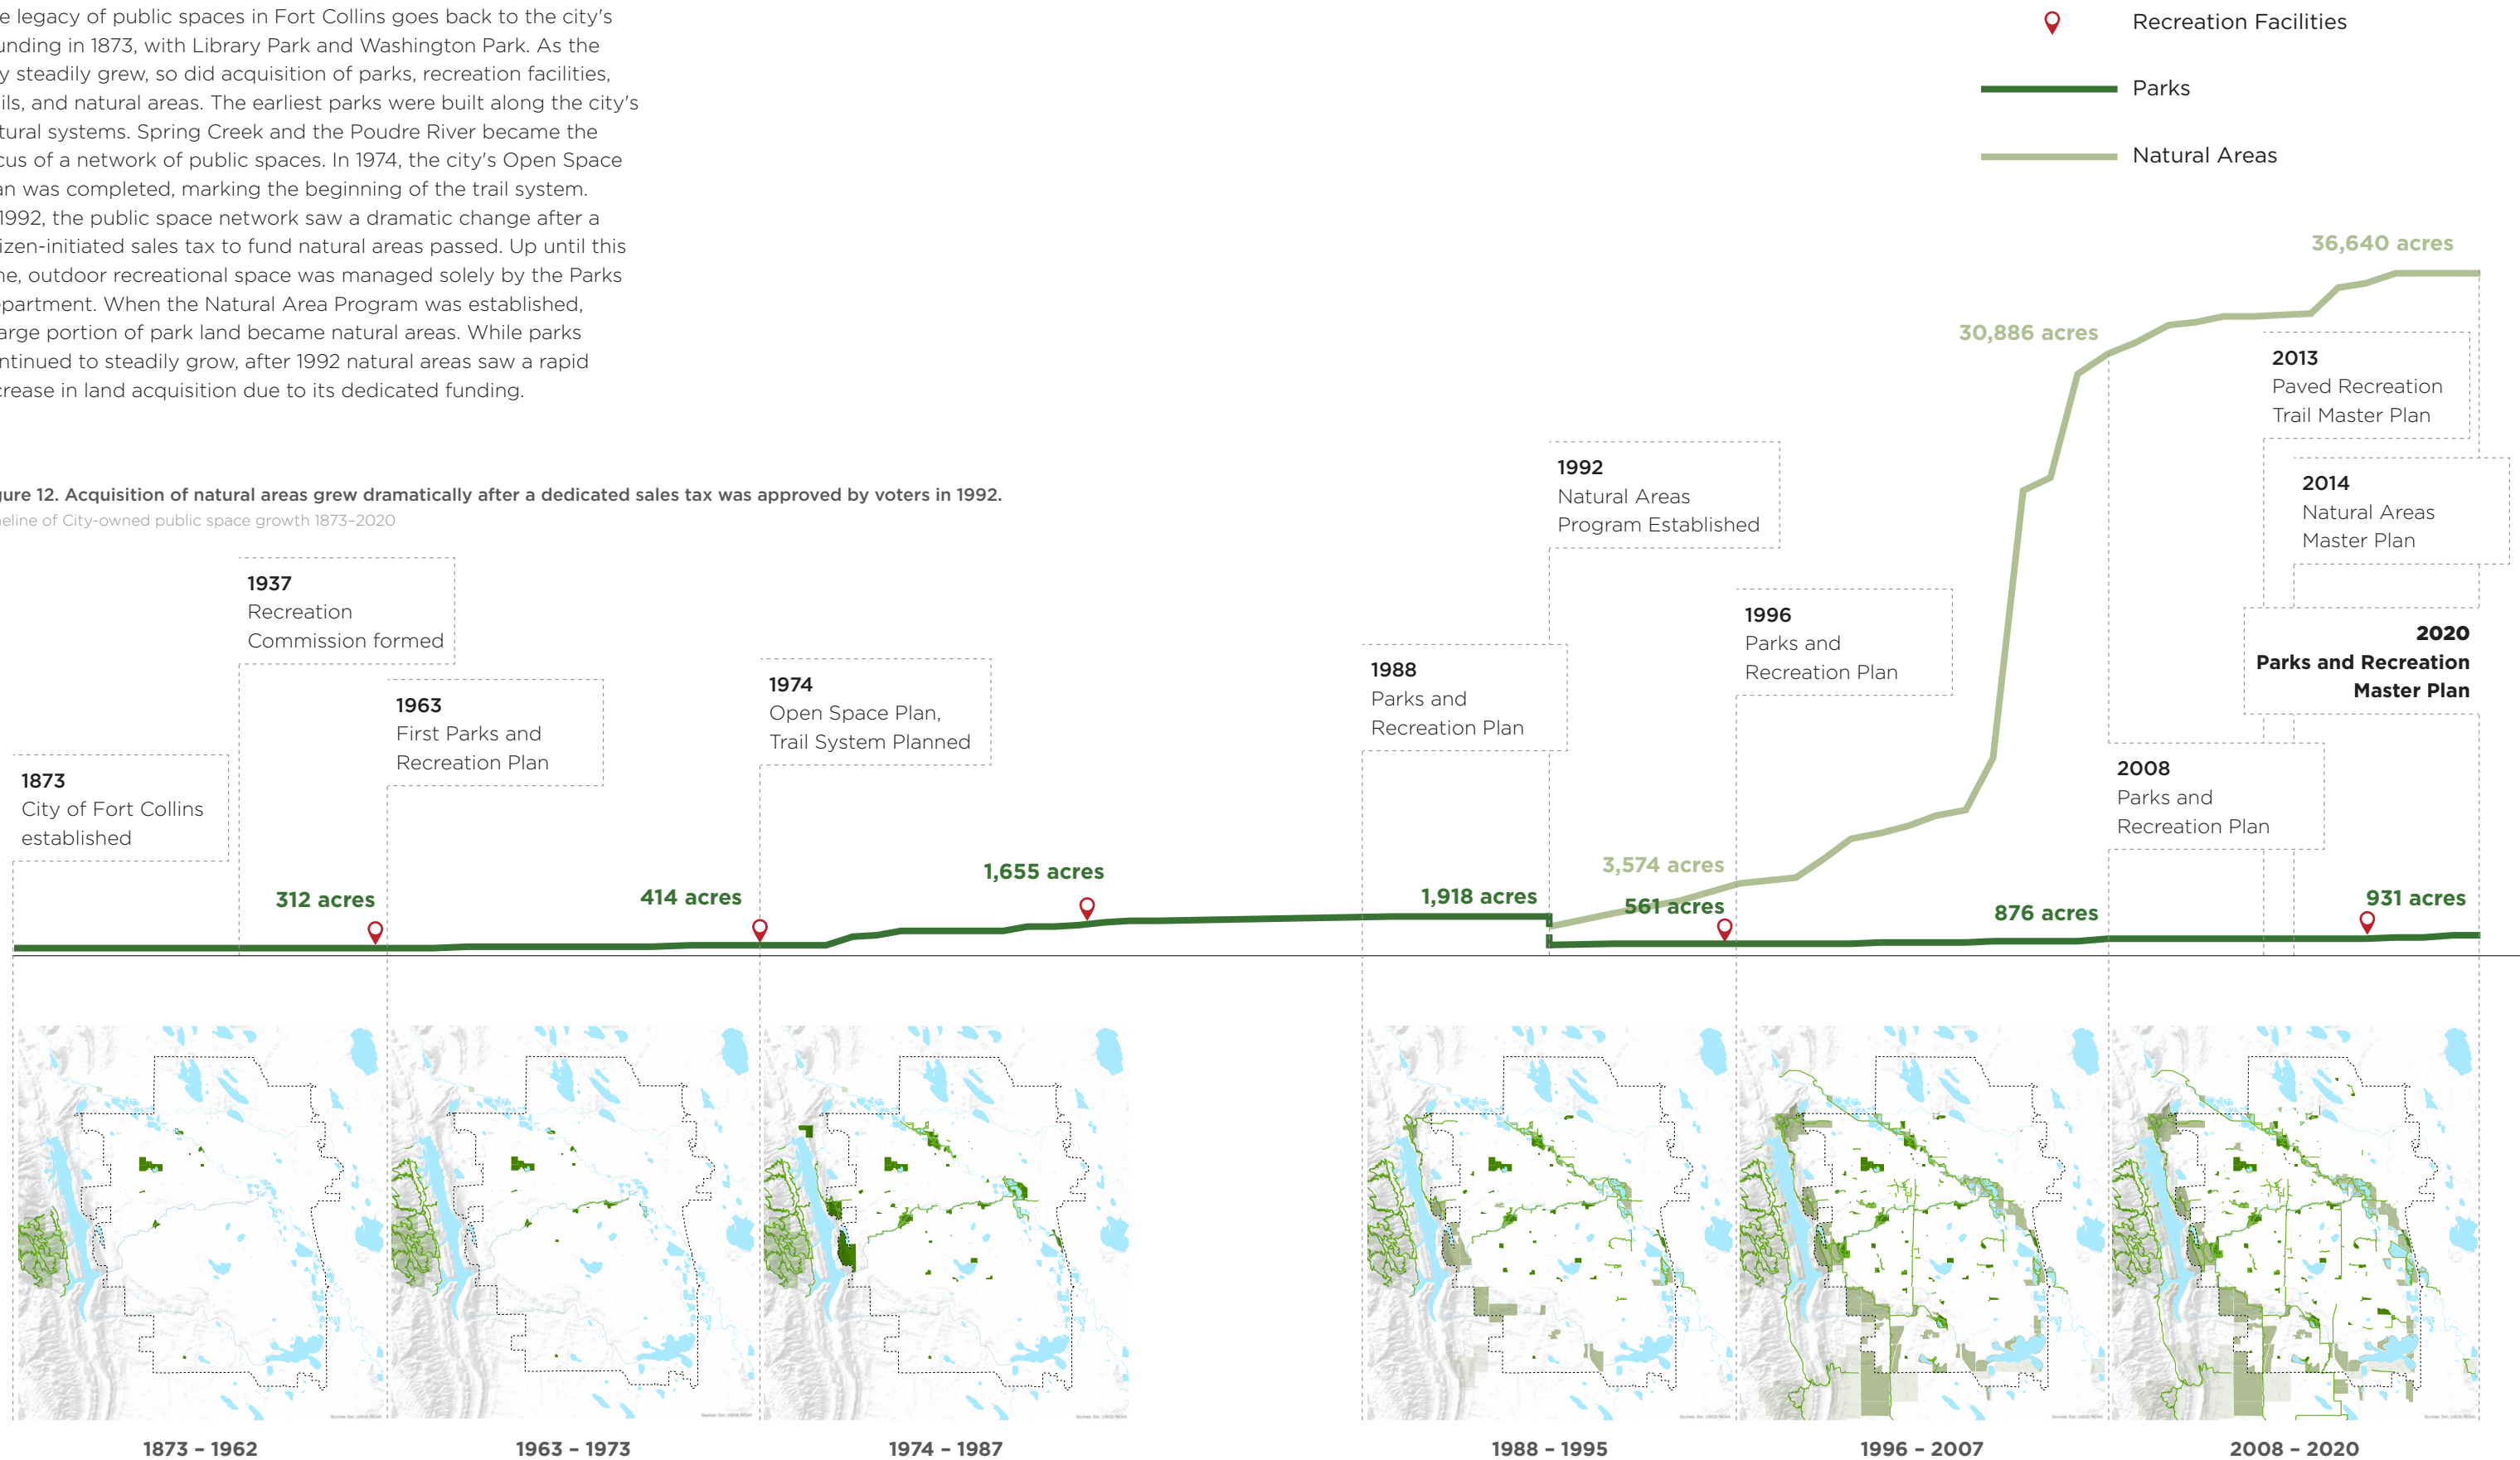 e legacy of public spaces in Fort Collins goes back to the city's
unding in 1873, with Library Park and Washington Park. As the
y steadily grew, so did acquisition of parks, recreation facilities,
ils, and natural areas. The earliest parks were built along the city's
tural systems. Spring Creek and the Poudre River became the
cus of a network of public spaces. In 1974, the city's Open Space
an was completed, marking the beginning of the trail system.
1992, the public space network saw a dramatic change after a
izen-initiated sales tax to fund natural areas passed. Up until this
ne, outdoor recreational space was managed solely by the Parks
epartment. When the Natural Area Program was established,
large portion of park land became natural areas. While parks
ntinued to steadily grow, after 1992 natural areas saw a rapid
crease in land acquisition due to its dedicated funding.
Recreation Facilities
Parks
Natural Areas
gure 12. Acquisition of natural areas grew dramatically after a dedicated sales tax was approved by voters in 1992.
neline of City-owned public space growth 1873–2020
1873
City of Fort Collins
established
1937
Recreation
Commission formed
1963
First Parks and
Recreation Plan
1974
Open Space Plan,
Trail System Planned
1988
Parks and
Recreation Plan
1992
Natural Areas
Program Established
1996
Parks and
Recreation Plan
2008
Parks and
Recreation Plan
2013
Paved Recreation
Trail Master Plan
2014
Natural Areas
Master Plan
2020
Parks and Recreation
Master Plan
312 acres
414 acres
1,655 acres
1,918 acres
3,574 acres
561 acres
30,886 acres
876 acres
36,640 acres
931 acres
1873 – 1962
1963 – 1973
1974 – 1987
1988 – 1995
1996 – 2007
2008 – 2020